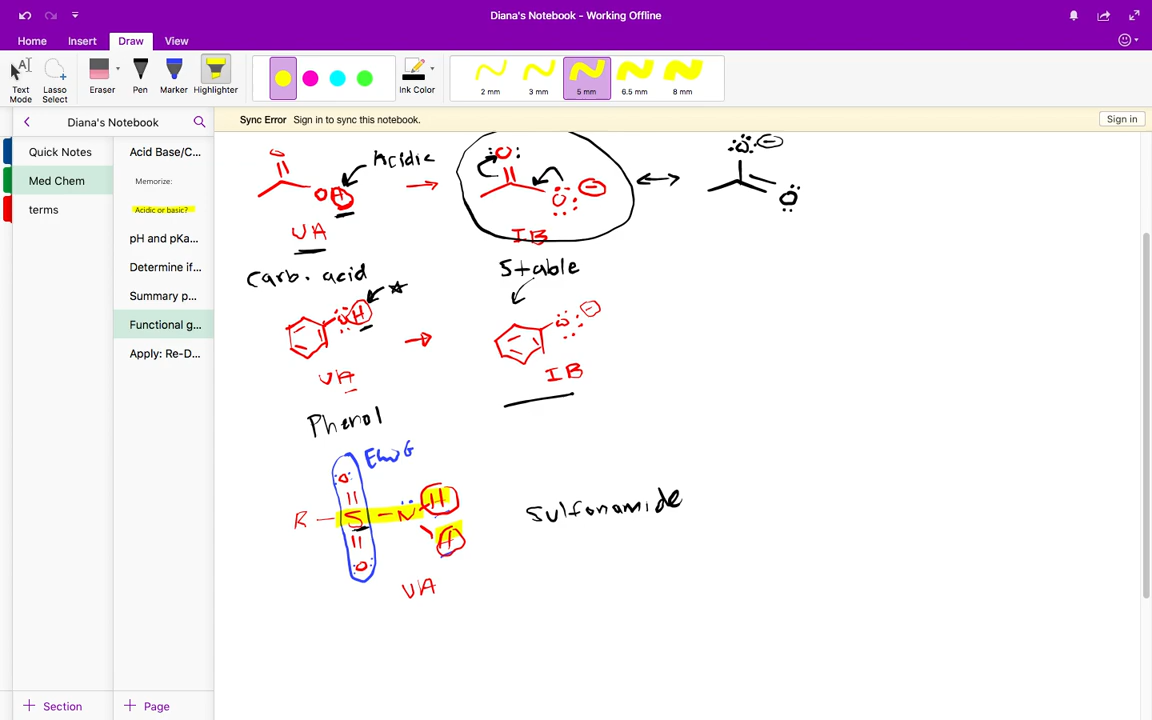 Diana's Notebook - Working Offline
Home Insert Draw View
Text Mode
Lasso Select
Eraser
Pen
Marker
Highlighter
Ink Color
2 mm
3 mm
5 mm
6.5 mm
8 mm
Diana's Notebook
Sync Error Sign in to sync this notebook.
Sign in
Quick Notes
Med Chem
terms
Acid Base/C...
Memorize:
Acidic or basic?
pH and pKa...
Determine if...
Summary p...
Functional g...
Apply: Re-D...
+ Section
+ Page
O
OH
Acidic
:O:
O
O
O
UA
IB
Carb. acid
Stable
OH
O
UA
IB
Phenol
EWG
O
R - S - N H
H
O
UA
Sulfonamide